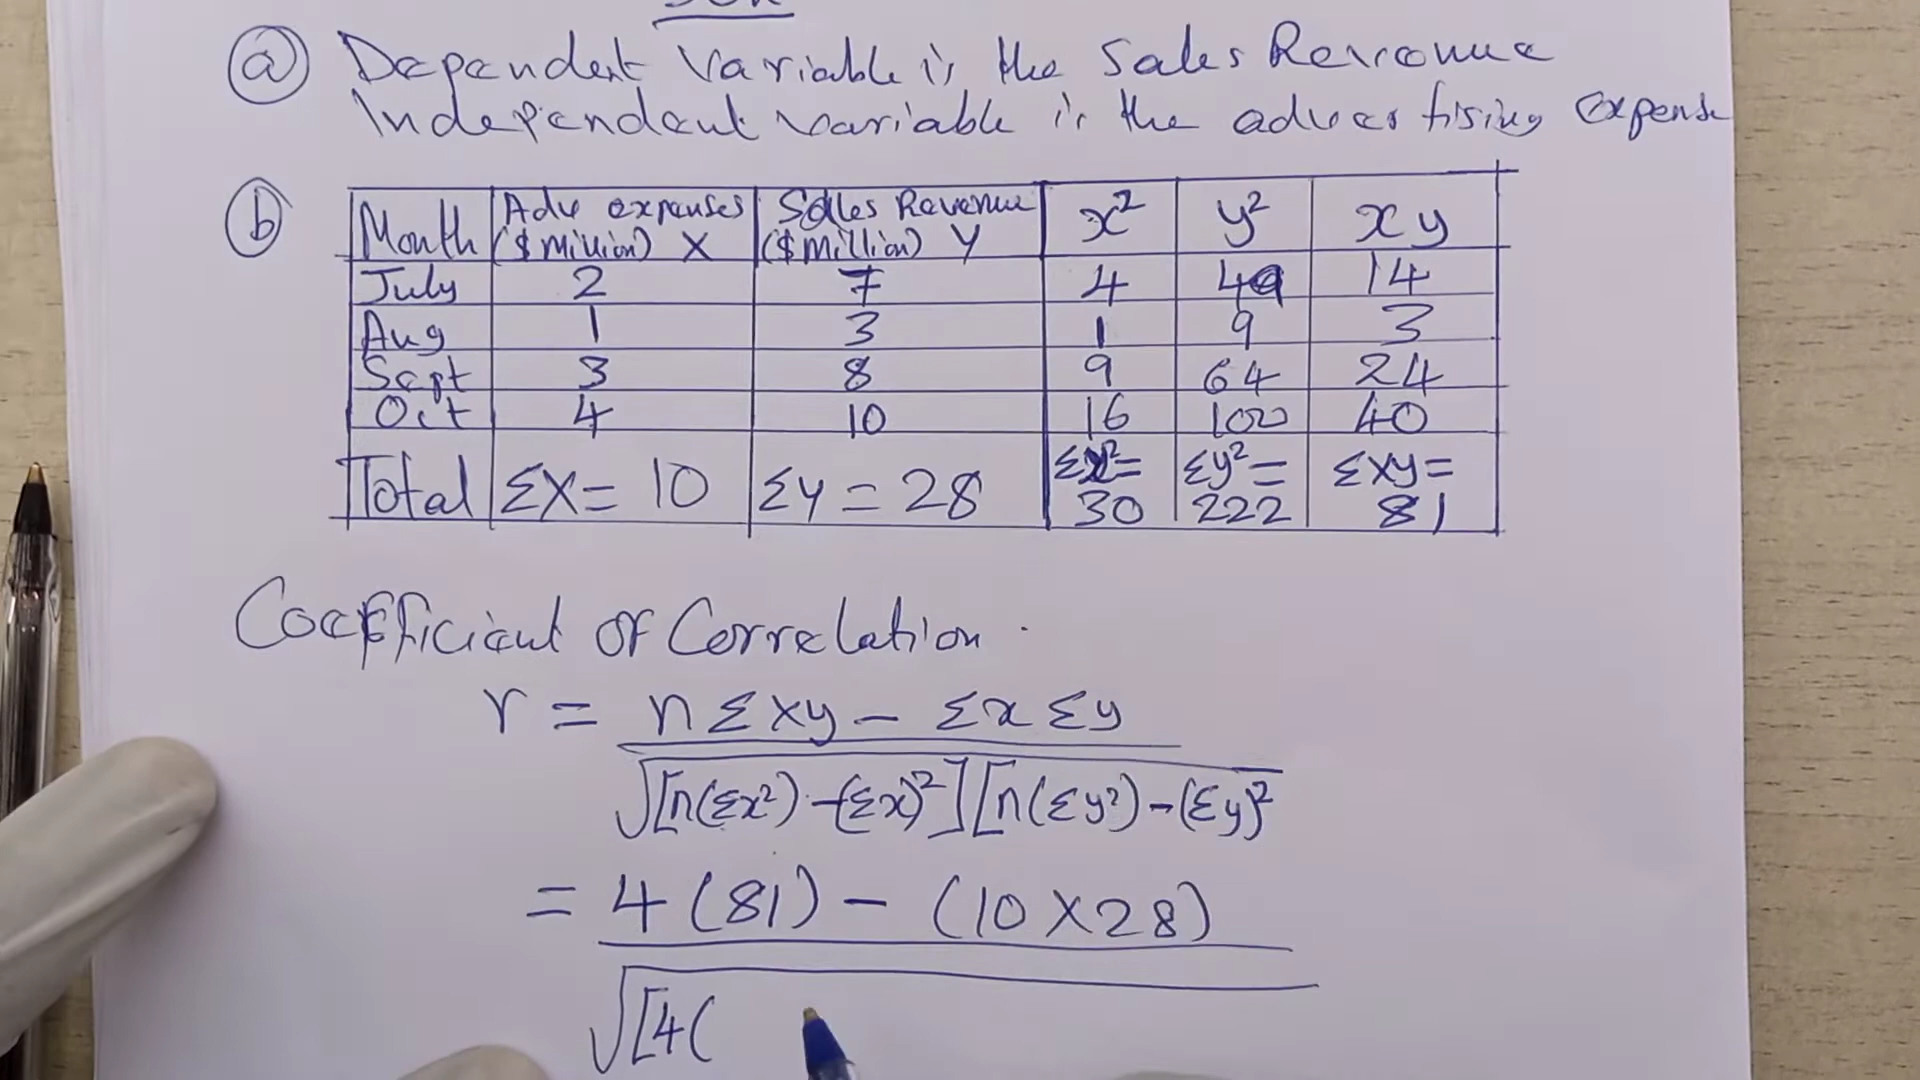 (a) Dependent variable is the Sales Revenue
Independent variable is the advertising expense
(b)
Month | Adv expenses ($ million) X | Sales Revenue ($ million) Y | x² | y² | xy
July | 2 | 7 | 4 | 49 | 14
Aug | 1 | 3 | 1 | 9 | 3
Sept | 3 | 8 | 9 | 64 | 24
Oct | 4 | 10 | 16 | 100 | 40
Total | ΣX = 10 | ΣY = 28 | Σx² = 30 | Σy² = 222 | Σxy = 81
Coefficient of Correlation.
r = nΣxy - ΣxΣy
√[n(Σx²) - (Σx)²][n(Σy²) - (Σy)²
= 4(81) - (10×28)
√[4(